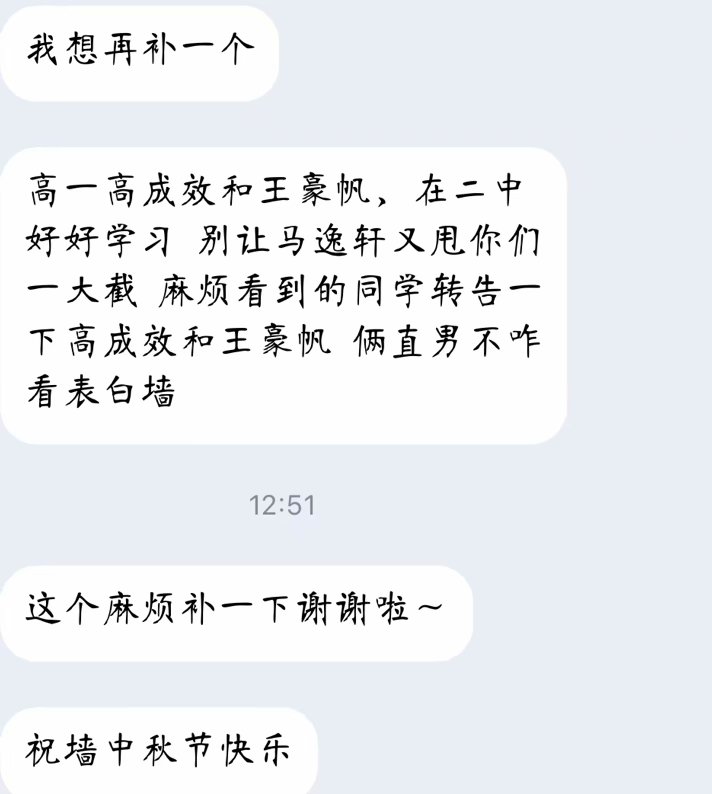 我想再补一个
高一高成效和王豪帆，在二中
好好学习 别让马逸轩又甩你们
一大截 麻烦看到的同学转告一
下高成效和王豪帆 俩直男不咋
看表白墙
12:51
这个麻烦补一下谢谢啦～
祝墙中秋节快乐